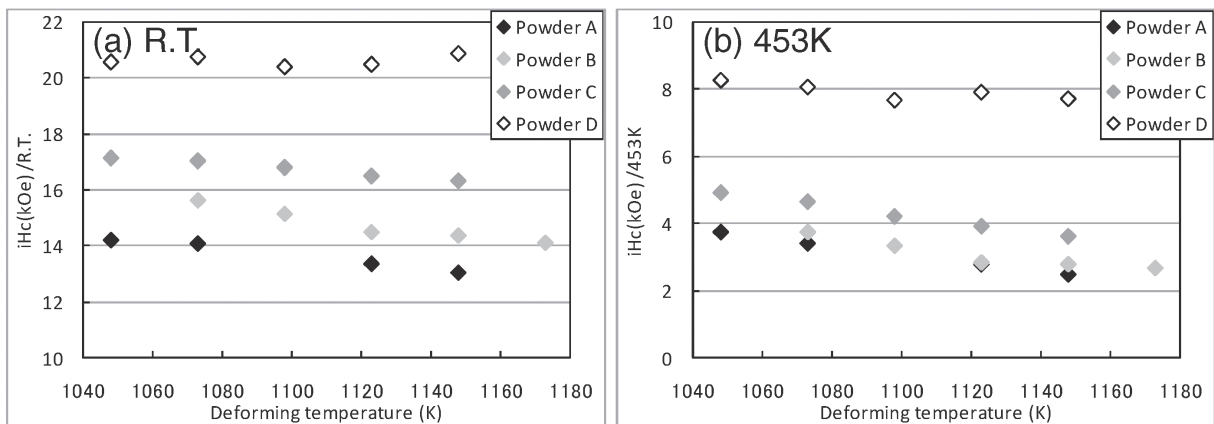 (a) R.T.
22
20
18
16
14
12
10
iHc(kOe) /R.T.
1040 1060 1080 1100 1120 1140 1160 1180
Deforming temperature (K)
Powder A
Powder B
Powder C
Powder D
(b) 453K
10
8
6
4
2
0
iHc(kOe) /453K
1040 1060 1080 1100 1120 1140 1160 1180
Deforming temperature (K)
Powder A
Powder B
Powder C
Powder D